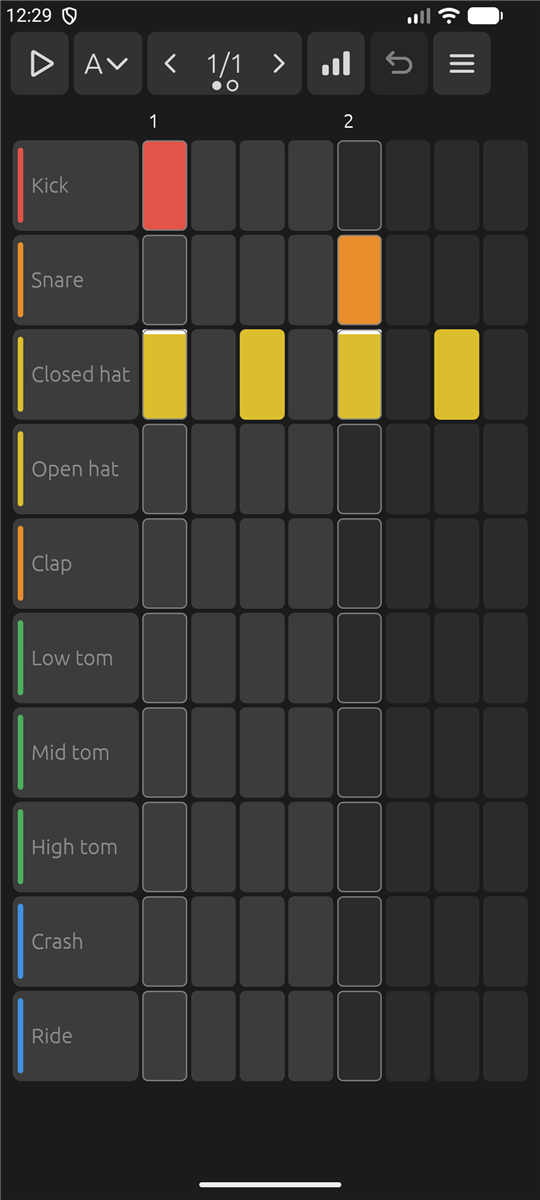 12:29
A
1/1
1 2
Kick
Snare
Closed hat
Open hat
Clap
Low tom
Mid tom
High tom
Crash
Ride